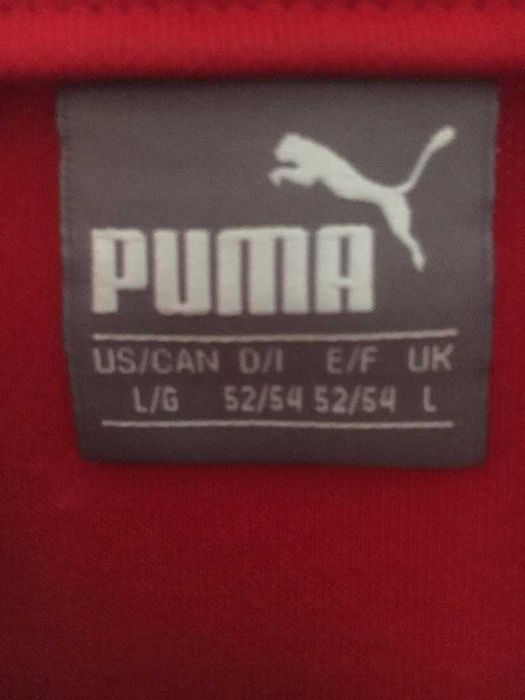 PUMA
US/CAN D/I E/F UK
L/G 52/54 52/54 L